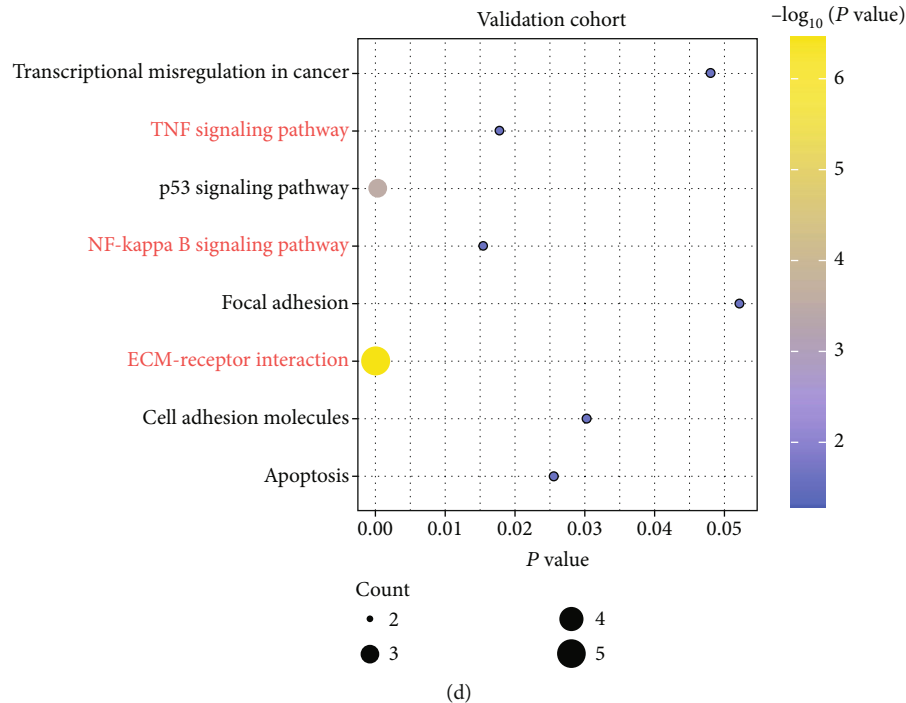 Validation cohort
–log10 (P value)
Transcriptional misregulation in cancer
TNF signaling pathway
p53 signaling pathway
NF-kappa B signaling pathway
Focal adhesion
ECM-receptor interaction
Cell adhesion molecules
Apoptosis
6
5
4
3
2
0.00 0.01 0.02 0.03 0.04 0.05
P value
Count
2 4
3 5
(d)